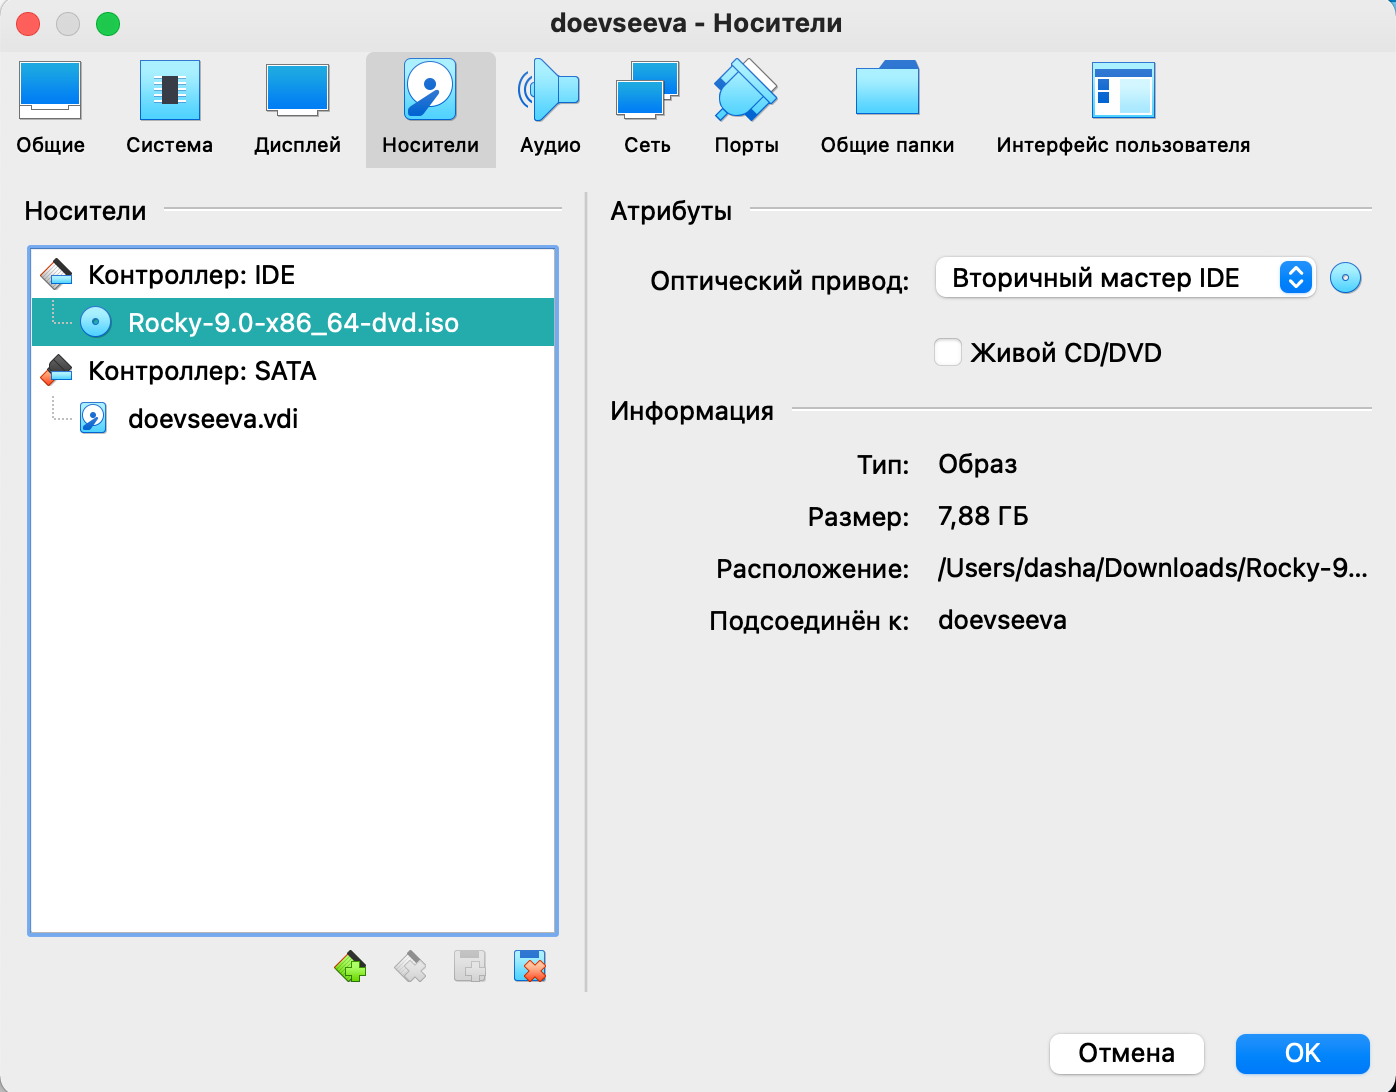 doevseeva - Носители
Общие Система Дисплей Носители Аудио Сеть Порты Общие папки Интерфейс пользователя
Носители
Контроллер: IDE
Rocky-9.0-x86_64-dvd.iso
Контроллер: SATA
doevseeva.vdi
Атрибуты
Оптический привод: Вторичный мастер IDE
Живой CD/DVD
Информация
Тип: Образ
Размер: 7,88 ГБ
Расположение: /Users/dasha/Downloads/Rocky-9...
Подсоединён к: doevseeva
Отмена OK